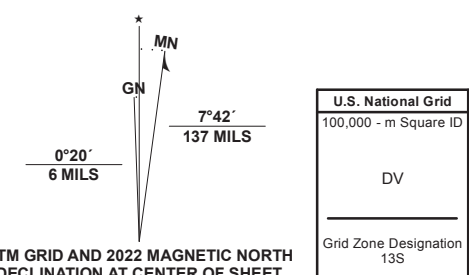 ★
MN
GN
7°42´
137 MILS
0°20´
6 MILS
TM GRID AND 2022 MAGNETIC NORTH
DECLINATION AT CENTER OF SHEET
U.S. National Grid
100,000 - m Square ID
DV
Grid Zone Designation
13S